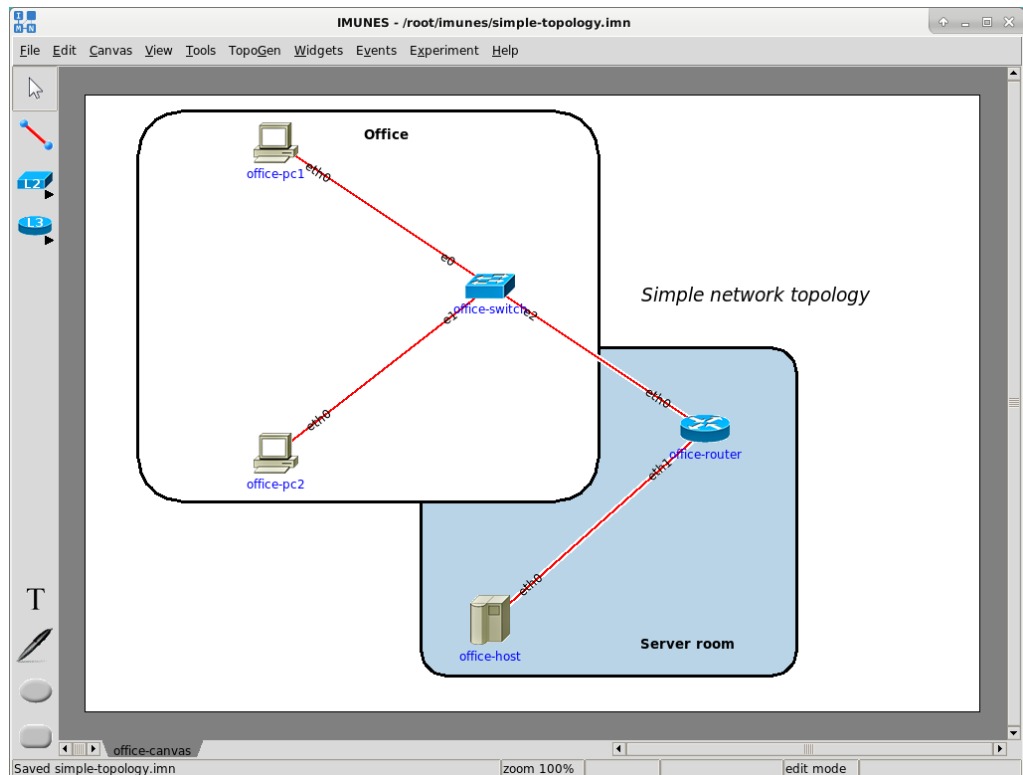 IMUNES - /root/imunes/simple-topology.imn
File Edit Canvas View Tools TopoGen Widgets Events Experiment Help
Office
office-pc1
eth0
e0
office-switch
e1
e2
Simple network topology
eth0
eth0
office-pc2
office-router
eth1
eth0
office-host
Server room
L2
L3
T
office-canvas
Saved simple-topology.imn
zoom 100%
edit mode